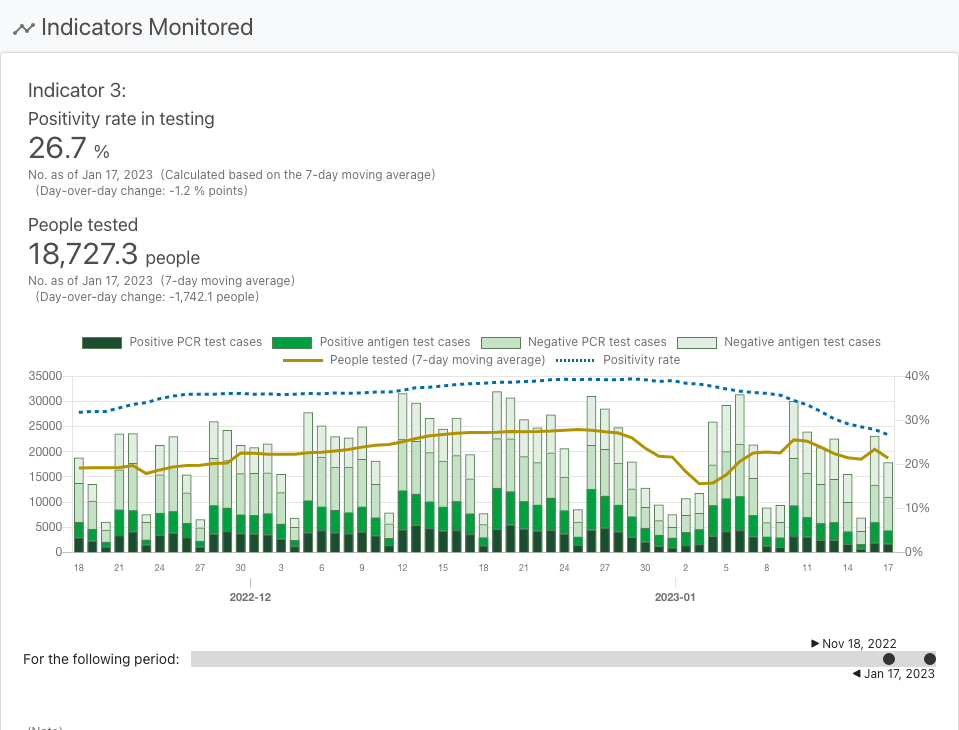 Indicators Monitored
Indicator 3:
Positivity rate in testing
26.7 %
No. as of Jan 17, 2023 (Calculated based on the 7-day moving average)
(Day-over-day change: -1.2 % points)
People tested
18,727.3 people
No. as of Jan 17, 2023 (7-day moving average)
(Day-over-day change: -1,742.1 people)
Positive PCR test cases Positive antigen test cases Negative PCR test cases Negative antigen test cases
People tested (7-day moving average) Positivity rate
35000 40%
30000
25000 30%
20000 20%
15000
10000 10%
5000
0 0%
18 21 24 27 30 3 6 9 12 15 18 21 24 27 30 2 5 8 11 14 17
2022-12 2023-01
▶ Nov 18, 2022
For the following period:
◀ Jan 17, 2023